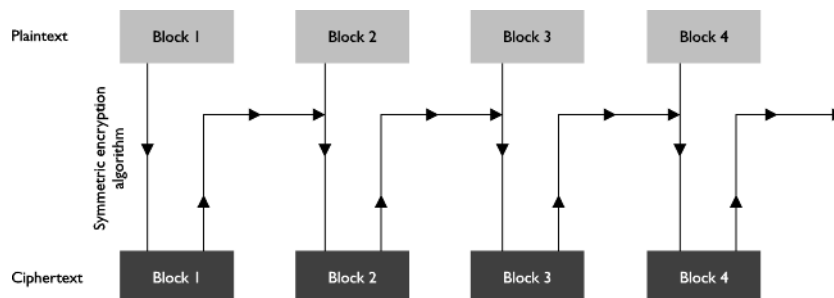 Plaintext
Block 1
Block 2
Block 3
Block 4
Symmetric encryption
algorithm
Ciphertext
Block 1
Block 2
Block 3
Block 4